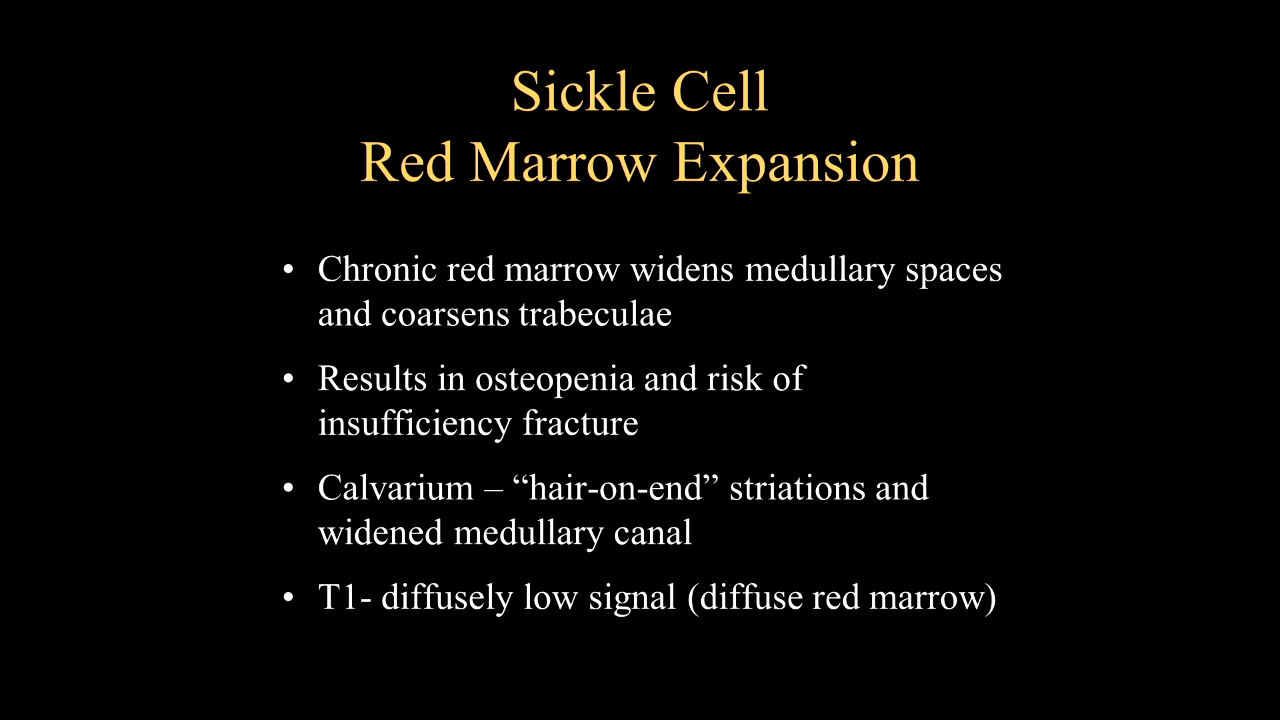 Sickle Cell
Red Marrow Expansion
• Chronic red marrow widens medullary spaces
and coarsens trabeculae
• Results in osteopenia and risk of
insufficiency fracture
• Calvarium – “hair-on-end” striations and
widened medullary canal
• T1- diffusely low signal (diffuse red marrow)